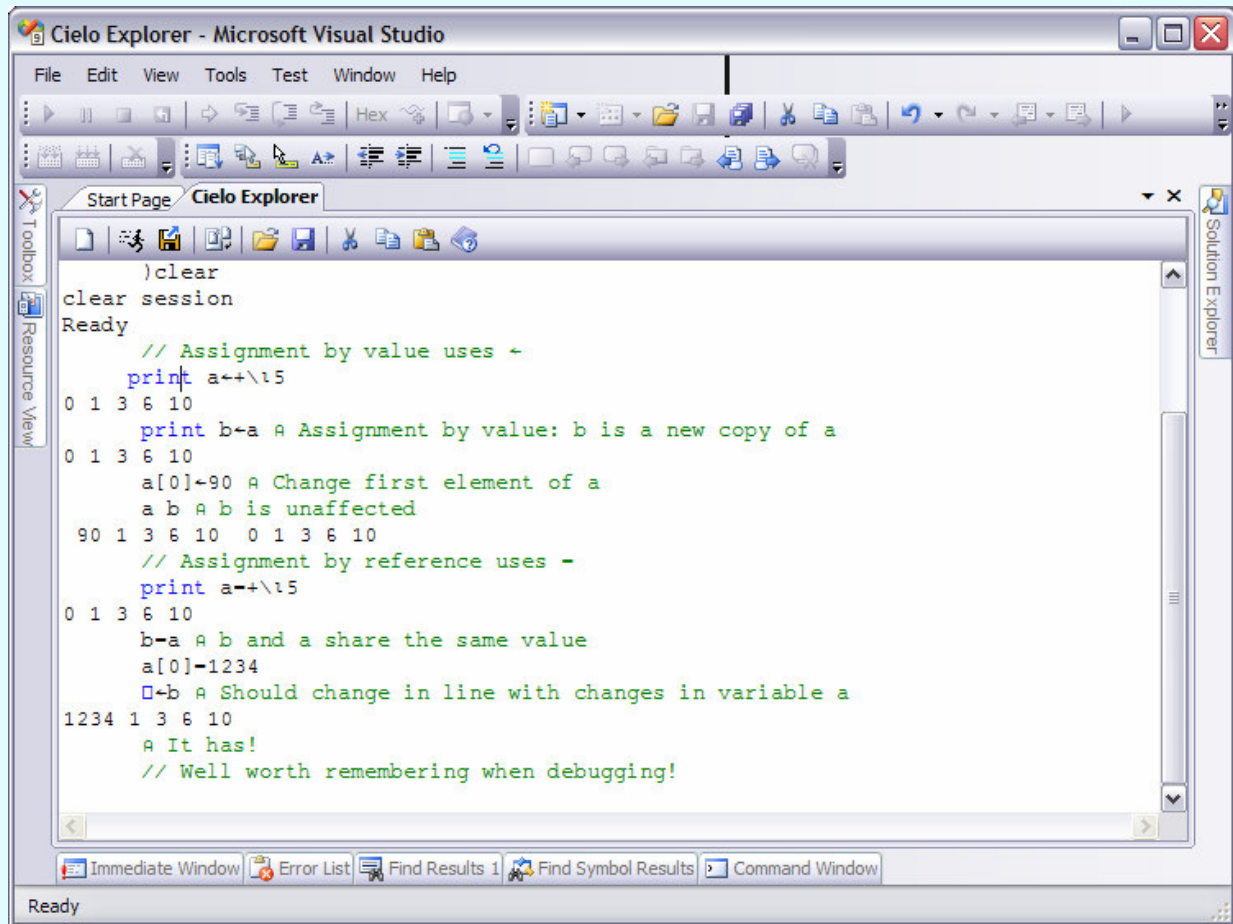 Cielo Explorer - Microsoft Visual Studio
File Edit View Tools Test Window Help
Hex
Start Page Cielo Explorer
Toolbox
Resource View
Solution Explorer
)clear
clear session
Ready
// Assignment by value uses ←
print a←+\⍳5
0 1 3 6 10
print b←a ⍝ Assignment by value: b is a new copy of a
0 1 3 6 10
a[0]←90 ⍝ Change first element of a
a b ⍝ b is unaffected
90 1 3 6 10 0 1 3 6 10
// Assignment by reference uses =
print a=+\⍳5
0 1 3 6 10
b=a ⍝ b and a share the same value
a[0]=1234
⎕←b ⍝ Should change in line with changes in variable a
1234 1 3 6 10
⍝ It has!
// Well worth remembering when debugging!
Immediate Window Error List Find Results 1 Find Symbol Results Command Window
Ready